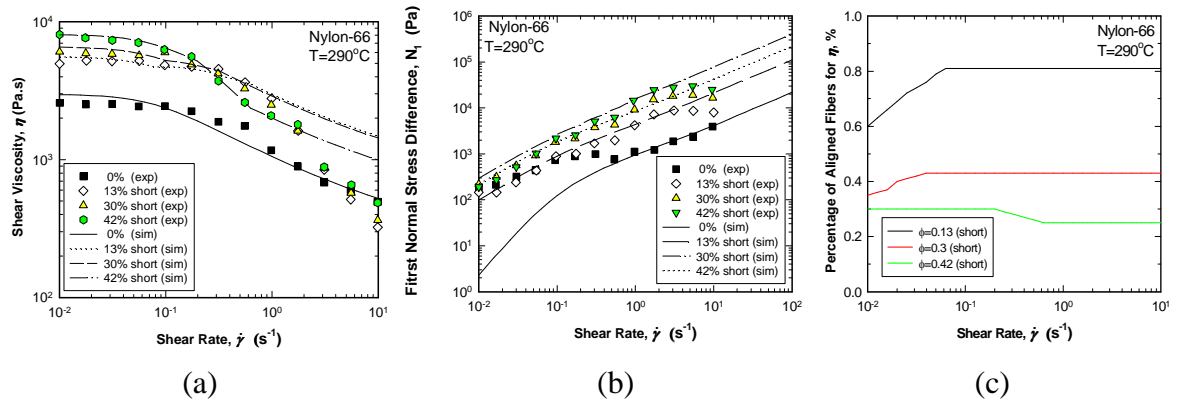 Nylon-66
T=290°C
Shear Viscosity, η (Pa.s)
10⁴
10³
10²
0% (exp)
13% short (exp)
30% short (exp)
42% short (exp)
0% (sim)
13% short (sim)
30% short (sim)
42% short (sim)
10⁻² 10⁻¹ 10⁰ 10¹
Shear Rate, γ̇ (s⁻¹)
(a)
Nylon-66
T=290°C
Fitrst Normal Stress Difference, N₁ (Pa)
10⁶
10⁵
10⁴
10³
10²
10¹
10⁰
0% (exp)
13% short (exp)
30% short (exp)
42% short (exp)
0% (sim)
13% short (sim)
30% short (sim)
42% short (sim)
10⁻² 10⁻¹ 10⁰ 10¹ 10²
Shear Rate, γ̇ (s⁻¹)
(b)
Nylon-66
T=290°C
Percentage of Aligned Fibers for η, %
1.0
0.8
0.6
0.4
0.2
0.0
ϕ=0.13 (short)
ϕ=0.3 (short)
ϕ=0.42 (short)
10⁻² 10⁻¹ 10⁰ 10¹
Shear Rate, γ̇ (s⁻¹)
(c)